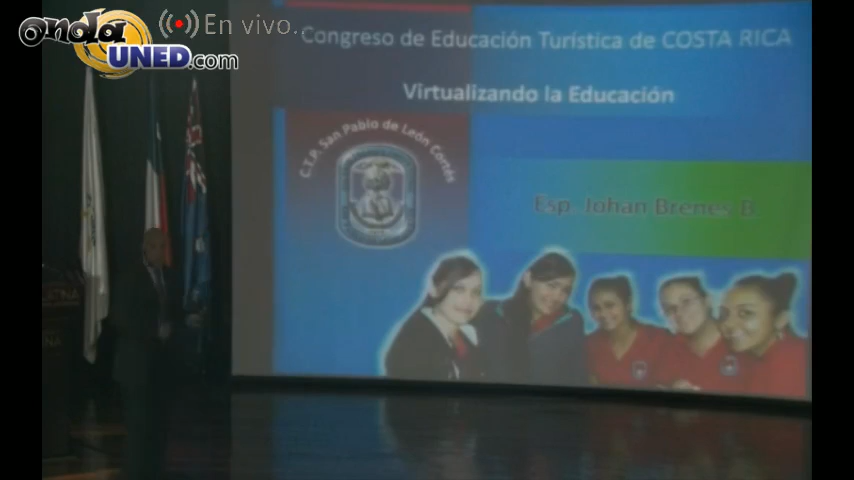 onda
UNED.com
En vivo..
Congreso de Educación Turística de COSTA RICA
Virtualizando la Educación
C.T.P. San Pablo de León Cortés
Esp. Johan Brenes B.